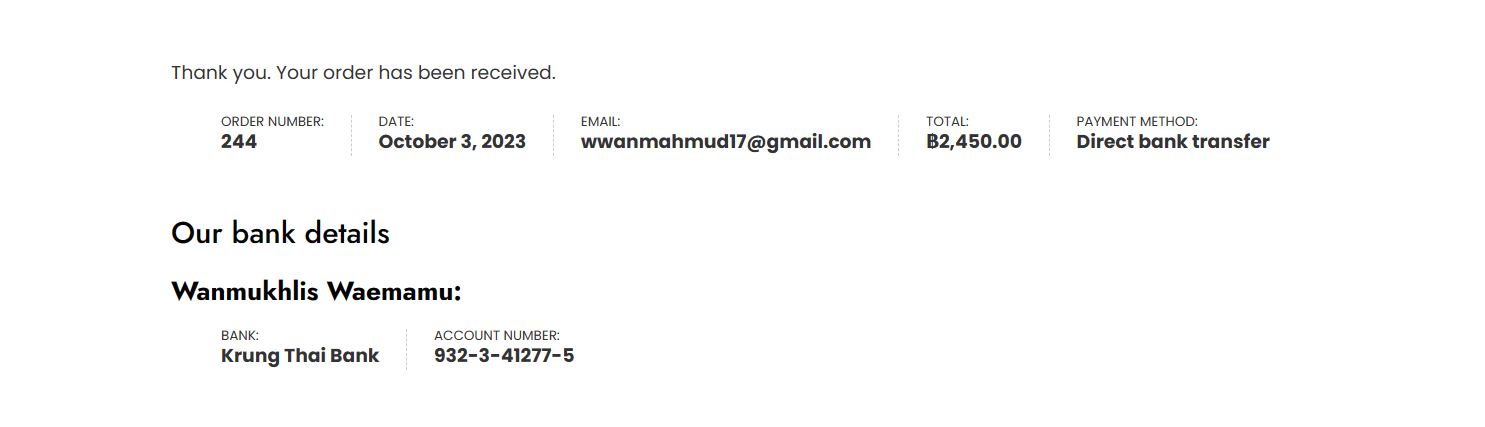 Thank you. Your order has been received.
ORDER NUMBER: DATE: EMAIL: TOTAL: PAYMENT METHOD:
244 October 3, 2023 wwanmahmud17@gmail.com ฿2,450.00 Direct bank transfer
Our bank details
Wanmukhlis Waemamu:
BANK: ACCOUNT NUMBER:
Krung Thai Bank 932-3-41277-5